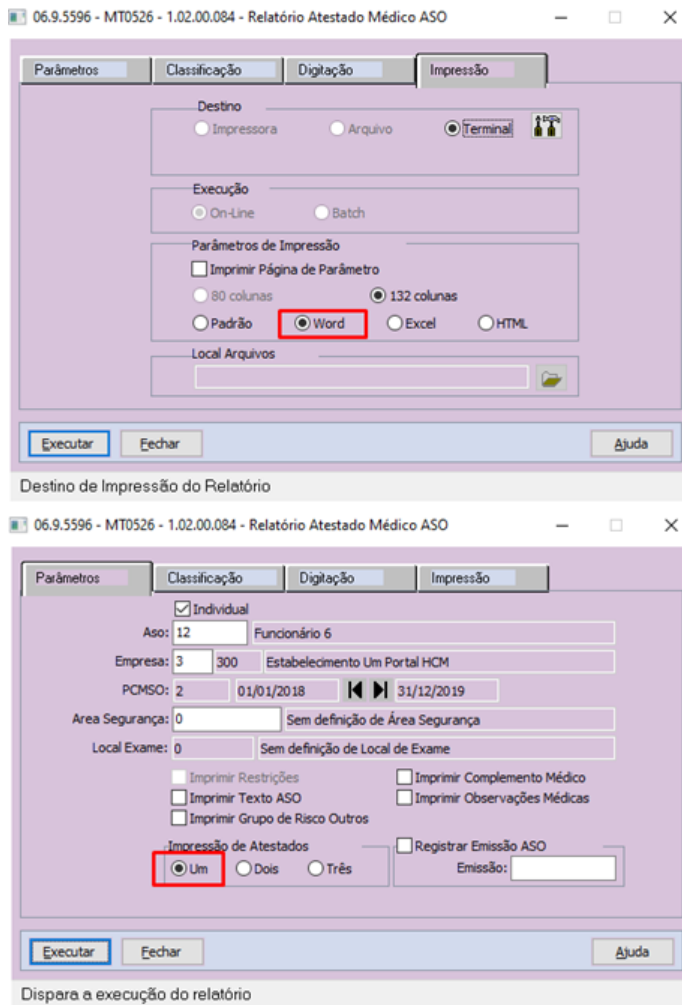 06.9.5596 - MT0526 - 1.02.00.084 - Relatório Atestado Médico ASO
Parâmetros Classificação Digitação Impressão
Destino
Impressora Arquivo Terminal
Execução
On-Line Batch
Parâmetros de Impressão
Imprimir Página de Parâmetro
80 colunas 132 colunas
Padrão Word Excel HTML
Local Arquivos
Executar Fechar Ajuda
Destino de Impressão do Relatório
06.9.5596 - MT0526 - 1.02.00.084 - Relatório Atestado Médico ASO
Parâmetros Classificação Digitação Impressão
Individual
Aso: 12 Funcionário 6
Empresa: 3 300 Estabelecimento Um Portal HCM
PCMSO: 2 01/01/2018 31/12/2019
Area Segurança: 0 Sem definição de Área Segurança
Local Exame: 0 Sem definição de Local de Exame
Imprimir Restrições Imprimir Complemento Médico
Imprimir Texto ASO Imprimir Observações Médicas
Imprimir Grupo de Risco Outros
Impressão de Atestados Registrar Emissão ASO
Um Dois Três Emissão:
Executar Fechar Ajuda
Dispara a execução do relatório